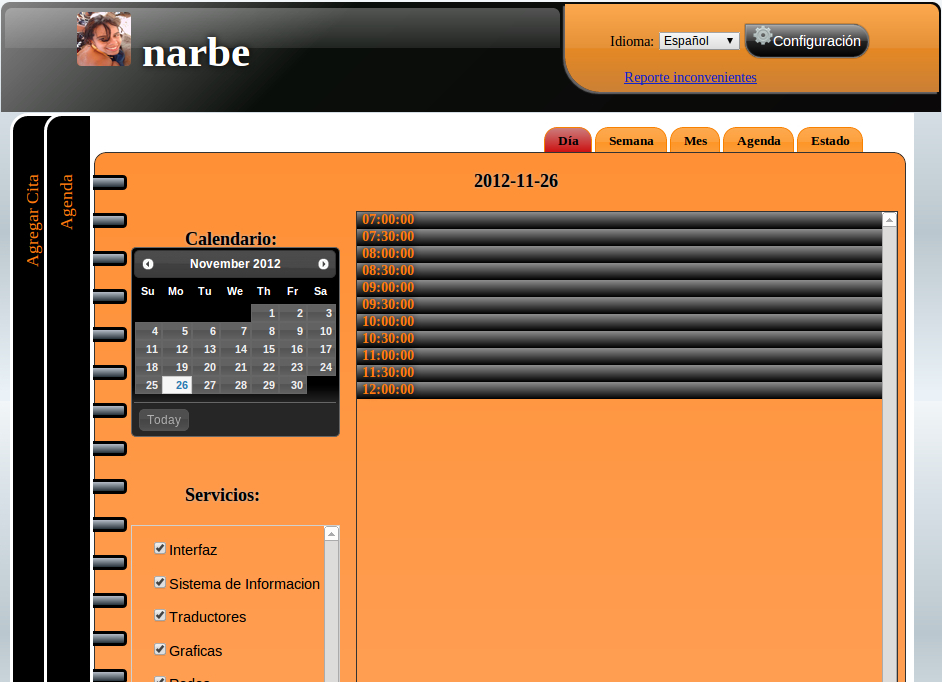 narbe
Idioma: Español
Configuración
Reporte inconvenientes
Día Semana Mes Agenda Estado
Agregar Cita
Agenda
2012-11-26
Calendario:
November 2012
Su Mo Tu We Th Fr Sa
1 2 3
4 5 6 7 8 9 10
11 12 13 14 15 16 17
18 19 20 21 22 23 24
25 26 27 28 29 30
Today
07:00:00
07:30:00
08:00:00
08:30:00
09:00:00
09:30:00
10:00:00
10:30:00
11:00:00
11:30:00
12:00:00
Servicios:
Interfaz
Sistema de Informacion
Traductores
Graficas